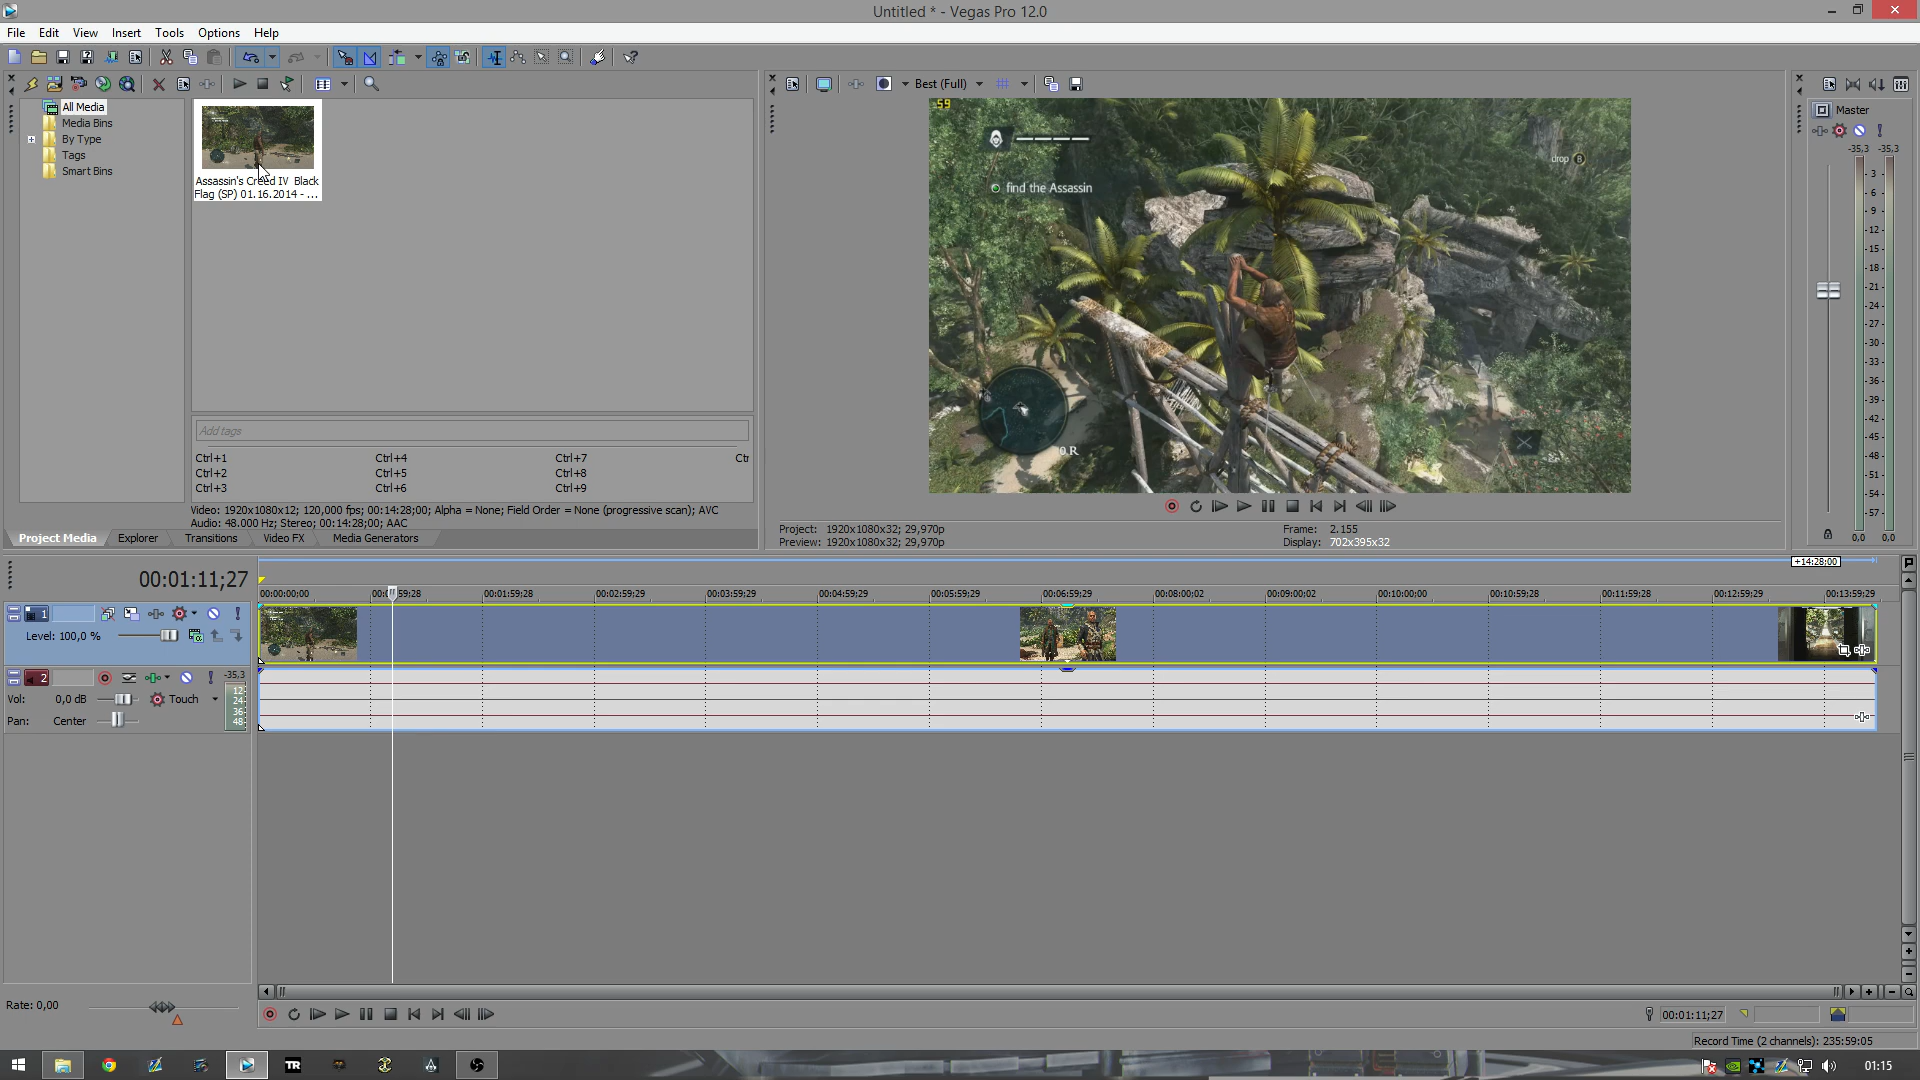 Untitled * - Vegas Pro 12.0
File Edit View Insert Tools Options Help
All Media
Media Bins
By Type
Tags
Smart Bins
Assassin's Creed IV Black
Flag (SP) 01.16.2014 - ...
Add tags
Ctrl+1 Ctrl+4 Ctrl+7 Ctr
Ctrl+2 Ctrl+5 Ctrl+8
Ctrl+3 Ctrl+6 Ctrl+9
Video: 1920x1080x12; 120,000 fps; 00:14:28;00; Alpha = None; Field Order = None (progressive scan); AVC
Audio: 48.000 Hz; Stereo; 00:14:28;00; AAC
Project Media Explorer Transitions Video FX Media Generators
Best (Full)
59
find the Assassin
drop B
0 R
Project: 1920x1080x32; 29,970p
Preview: 1920x1080x32; 29,970p
Frame: 2.155
Display: 702x395x32
Master
-35,3 -35,3
- 3 -
- 6 -
- 9 -
-12-
-15-
-18-
-21-
-24-
-27-
-30-
-33-
-36-
-39-
-42-
-45-
-48-
-51-
-54-
-57-
0,0 0,0
+14:28:00
00:01:11;27
00:00:00;00 00: :59;28 00:01:59;28 00:02:59;29 00:03:59;29 00:04:59;29 00:05:59;29 00:06:59;29 00:08:00;02 00:09:00;02 00:10:00;00 00:10:59;28 00:11:59;28 00:12:59;29 00:13:59;29
1
Level: 100,0 %
2
-35,3
Vol: 0,0 dB Touch
Pan: Center
12-
24-
36-
48-
Rate: 0,00
00:01:11;27
Record Time (2 channels): 235:59:05
TR
01:15